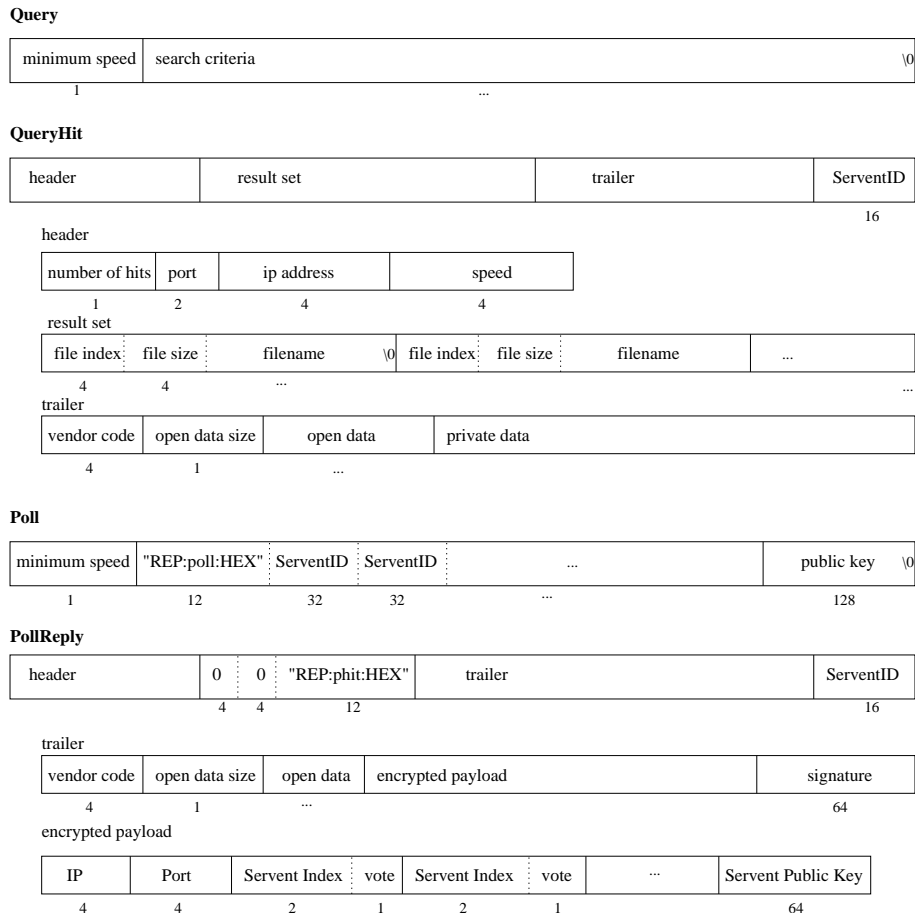 Query
minimum speed search criteria \0
1 ...
QueryHit
header result set trailer ServentID
16
header
number of hits port ip address speed
1 2 4 4
result set
file index file size filename \0 file index file size filename ...
4 4 ... ...
trailer
vendor code open data size open data private data
4 1 ...
Poll
minimum speed "REP:poll:HEX" ServentID ServentID ... public key \0
1 12 32 32 ... 128
PollReply
header 0 0 "REP:phit:HEX" trailer ServentID
4 4 12 16
trailer
vendor code open data size open data encrypted payload signature
4 1 ... 64
encrypted payload
IP Port Servent Index vote Servent Index vote ... Servent Public Key
4 4 2 1 2 1 64